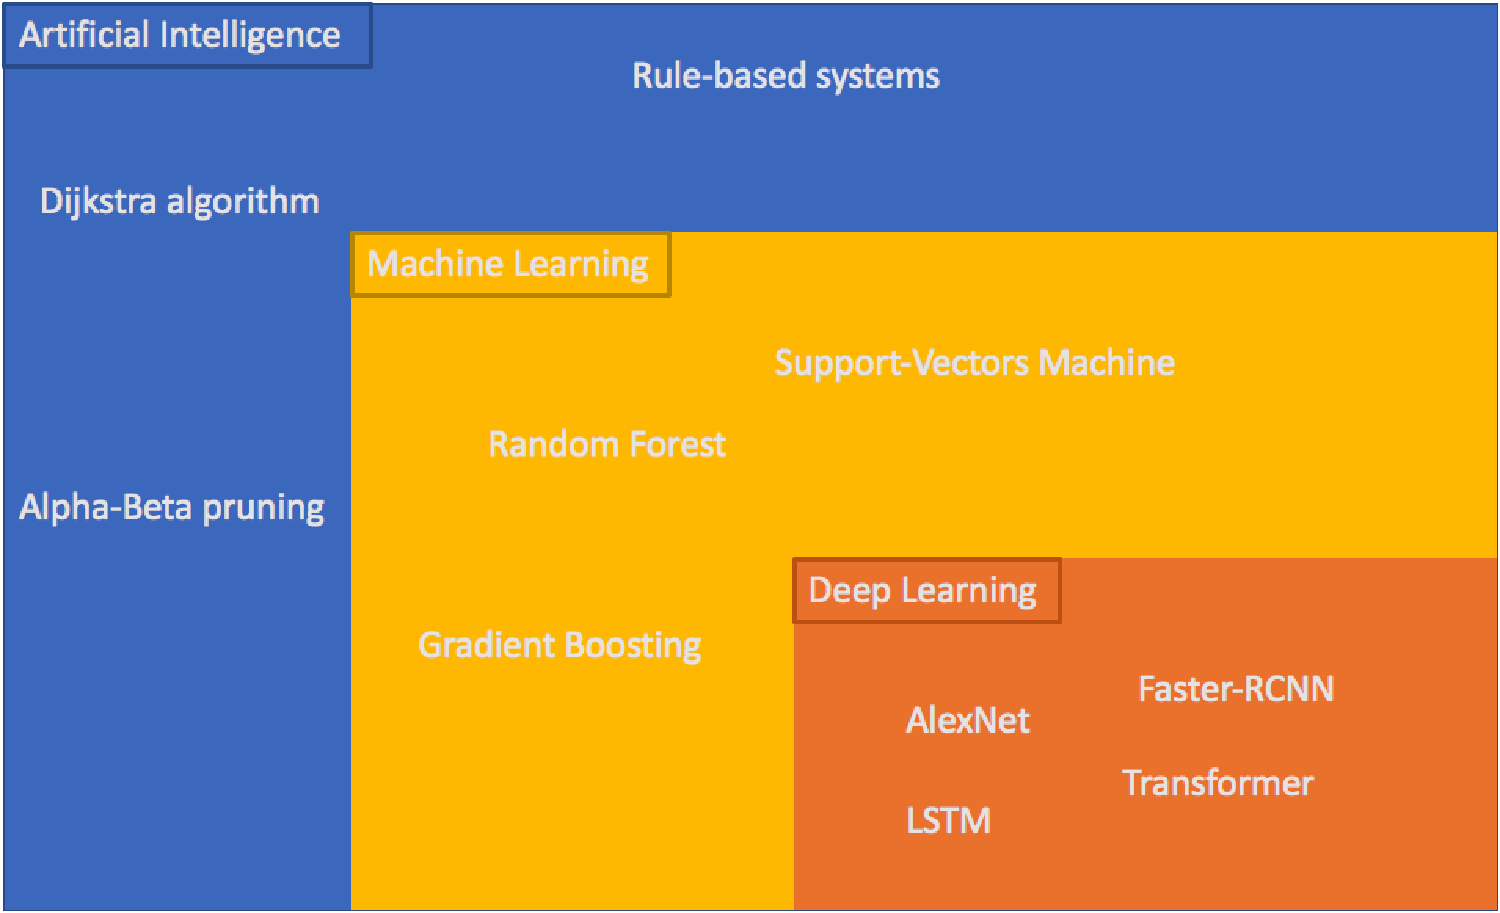 Artificial Intelligence
Rule-based systems
Dijkstra algorithm
Machine Learning
Support-Vectors Machine
Random Forest
Alpha-Beta pruning
Deep Learning
Gradient Boosting
Faster-RCNN
AlexNet
Transformer
LSTM